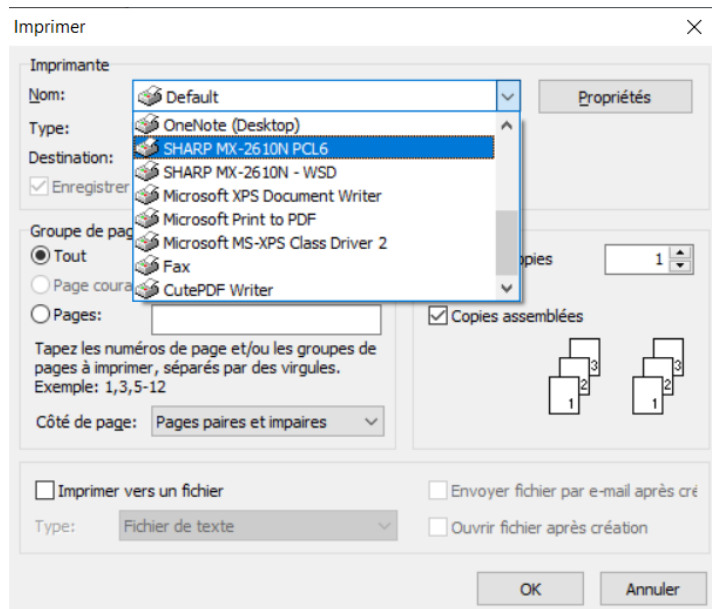 Imprimer
Imprimante
Nom:
Default
Propriétés
Type:
OneNote (Desktop)
SHARP MX-2610N PCL6
Destination:
SHARP MX-2610N - WSD
Enregistrer
Microsoft XPS Document Writer
Microsoft Print to PDF
Groupe de pag
Microsoft MS-XPS Class Driver 2
Tout
Fax
opies
1
Page coura
CutePDF Writer
Pages:
Copies assemblées
Tapez les numéros de page et/ou les groupes de
pages à imprimer, séparés par des virgules.
Exemple: 1,3,5-12
1
2
3
1
2
3
Côté de page:
Pages paires et impaires
Imprimer vers un fichier
Envoyer fichier par e-mail après cré
Type:
Fichier de texte
Ouvrir fichier après création
OK
Annuler